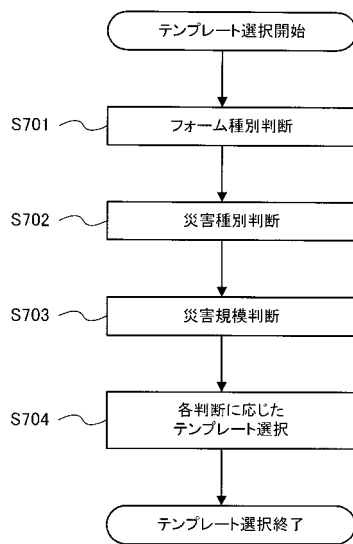 テンプレート選択開始
S701
フォーム種別判断
S702
災害種別判断
S703
災害規模判断
S704
各判断に応じた
テンプレート選択
テンプレート選択終了